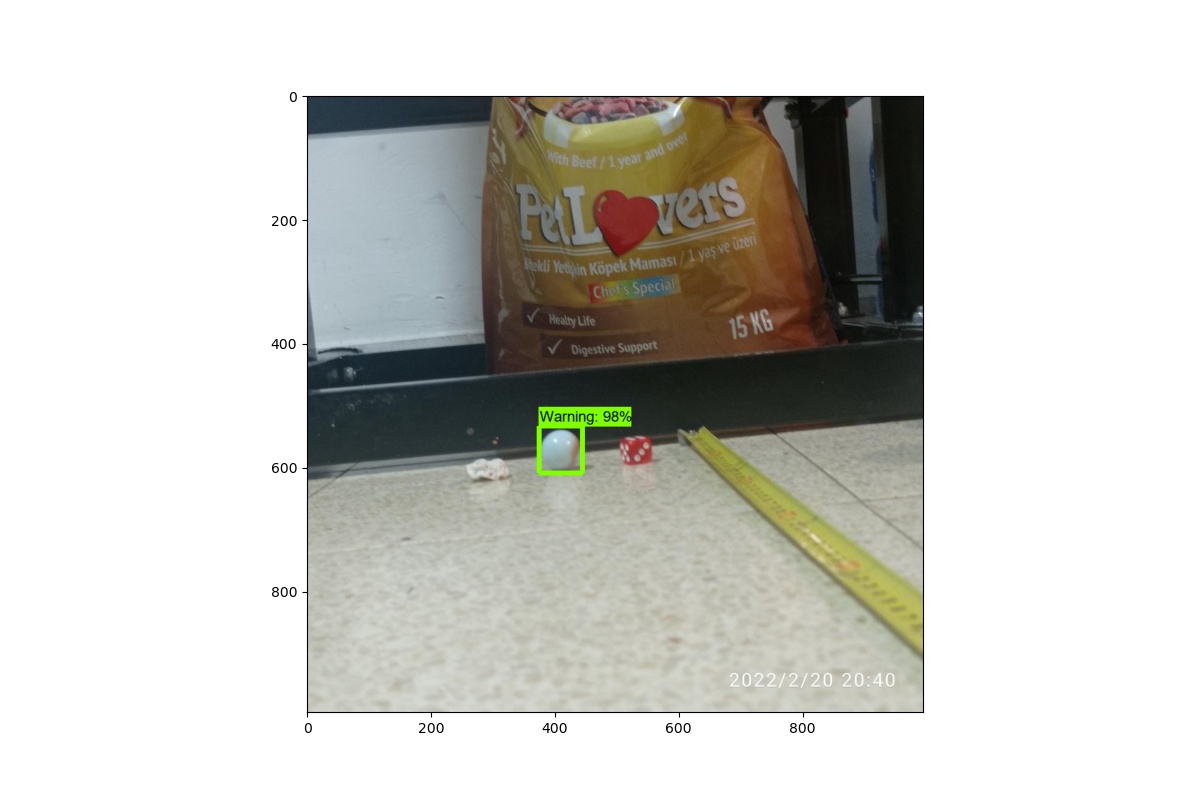 0
200
400
600
800
With Beef / 1 year and over
PetLovers
Yetişkin Köpek Maması / 1 yaş ve üzeri
Chef's Special
Healty Life
15 KG
Digestive Support
Warning: 98%
2022/2/20 20:40
0
200
400
600
800